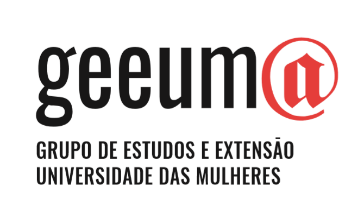 geeum@
GRUPO DE ESTUDOS E EXTENSÃO
UNIVERSIDADE DAS MULHERES